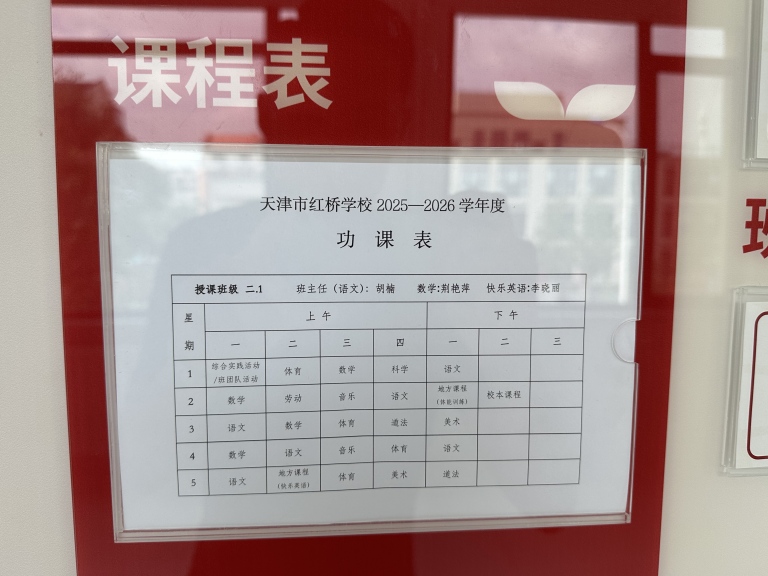 课程表
天津市红桥学校 2025—2026 学年度
功 课 表
授课班级 二.1 班主任（语文）：胡楠 数学:荆艳萍 快乐英语:李晓丽
星期 上午 下午
一 二 三 四 一 二 三
1 综合实践活动/班团队活动 体育 数学 科学 语文
2 数学 劳动 音乐 语文 地方课程（体能训练） 校本课程
3 语文 数学 体育 道法 美术
4 数学 语文 音乐 体育 语文
5 语文 地方课程（快乐英语） 体育 美术 道法